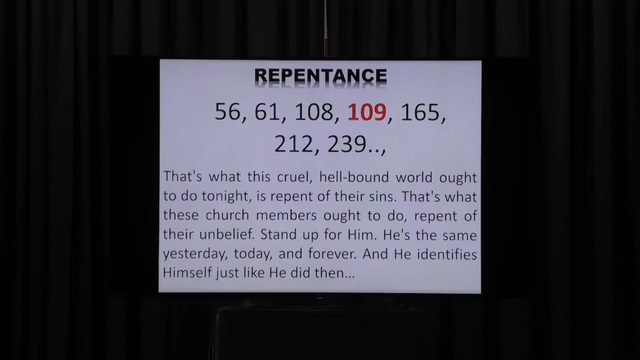 REPENTANCE
56, 61, 108, 109, 165,
212, 239..,
That's what this cruel, hell-bound world ought
to do tonight, is repent of their sins. That's what
these church members ought to do, repent of
their unbelief. Stand up for Him. He's the same
yesterday, today, and forever. And He identifies
Himself just like He did then…